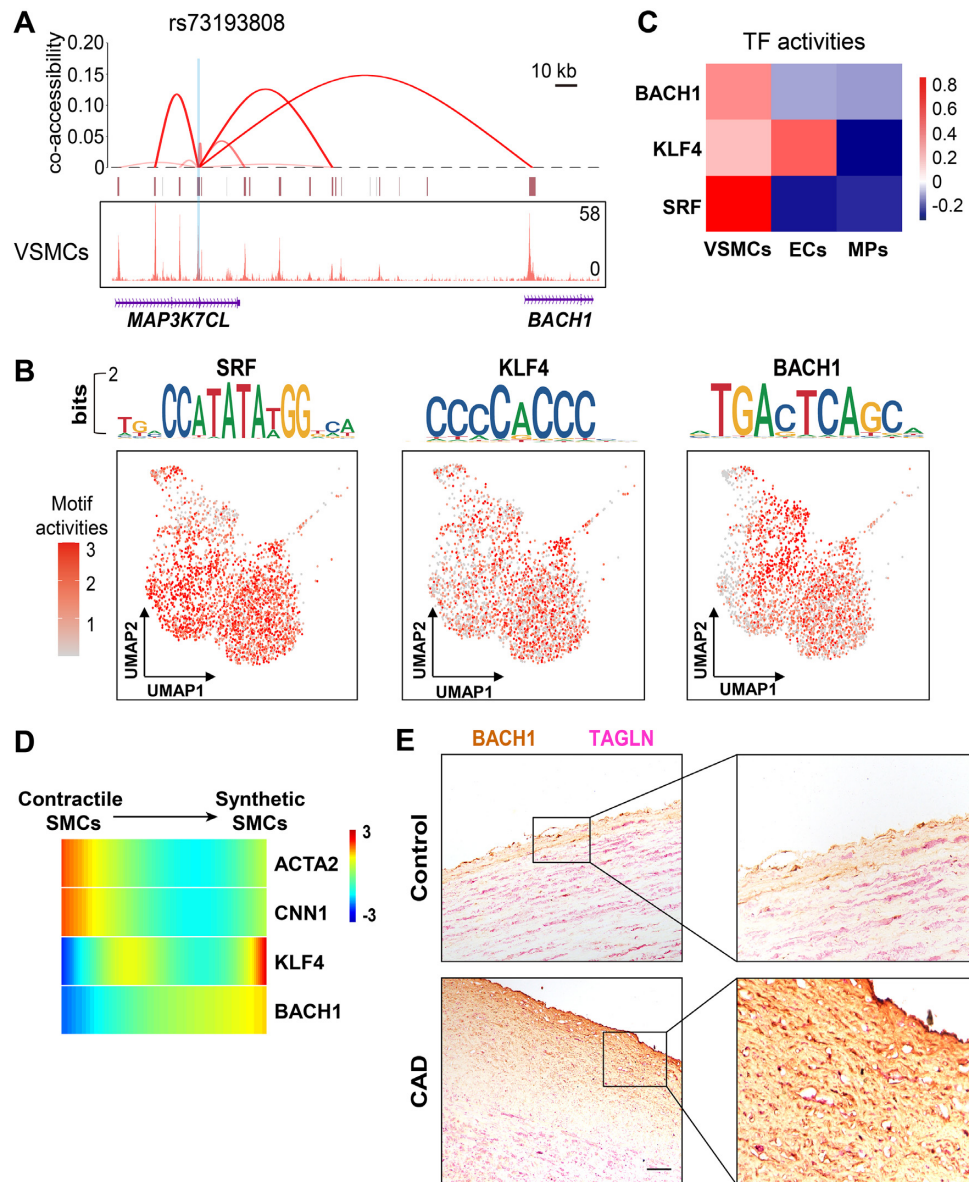 A
rs73193808
co-accessibility
0.20
0.15
0.10
0.05
0
10 kb
VSMCs
58
0
MAP3K7CL
BACH1
C
TF activities
BACH1
KLF4
SRF
VSMCs ECs MPs
0.8
0.6
0.4
0.2
0
-0.2
B
bits
2
SRF
KLF4
BACH1
TGACCATATATGGTCA
CCCCACCC
ATGACTCAGCA
Motif
activities
3
2
1
UMAP2
UMAP1
UMAP2
UMAP1
UMAP2
UMAP1
D
Contractile
SMCs
Synthetic
SMCs
3
-3
ACTA2
CNN1
KLF4
BACH1
E
BACH1 TAGLN
Control
CAD